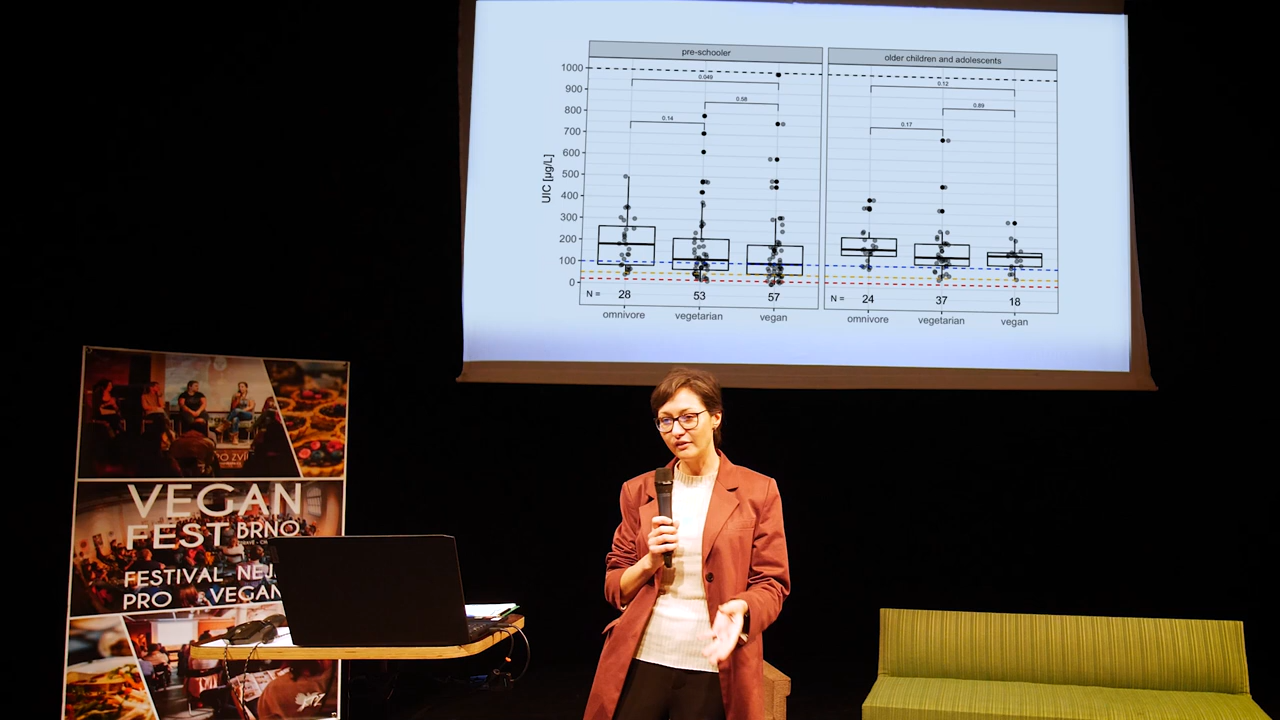 pre-schooler
older children and adolescents
1000
900
800
700
600
500
400
300
200
100
0
UIC [µg/L]
0.049
0.58
0.14
0.12
0.89
0.17
N = 28 53 57
N = 24 37 18
omnivore vegetarian vegan
omnivore vegetarian vegan
VEGAN
FEST BRNO
FESTIVAL NEJ
PRO VEGAN